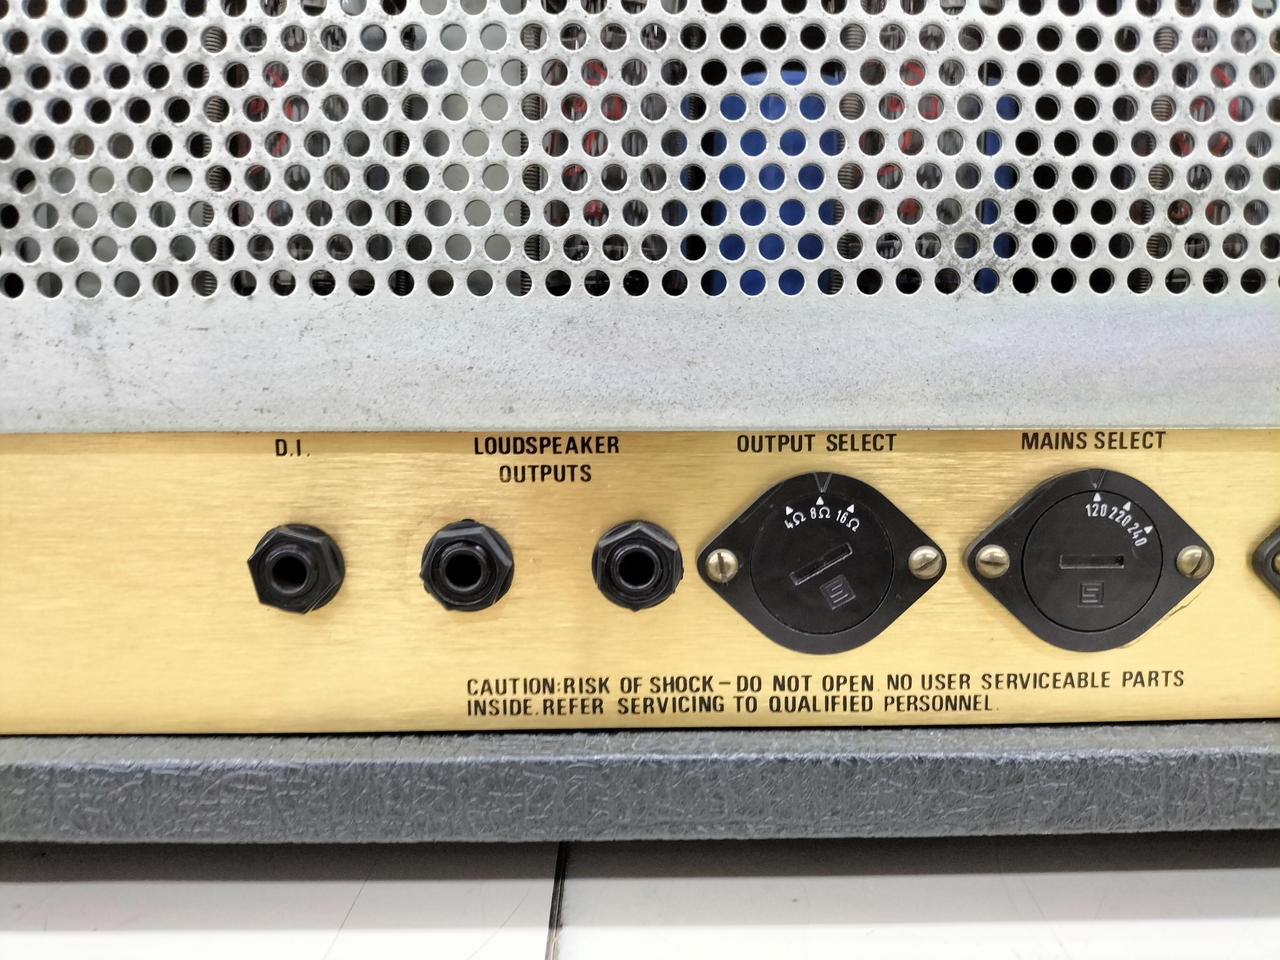 D.I.
LOUDSPEAKER
OUTPUTS
OUTPUT SELECT
MAINS SELECT
4Ω 8Ω 16Ω
120 220 240
CAUTION:RISK OF SHOCK – DO NOT OPEN. NO USER SERVICEABLE PARTS
INSIDE. REFER SERVICING TO QUALIFIED PERSONNEL.